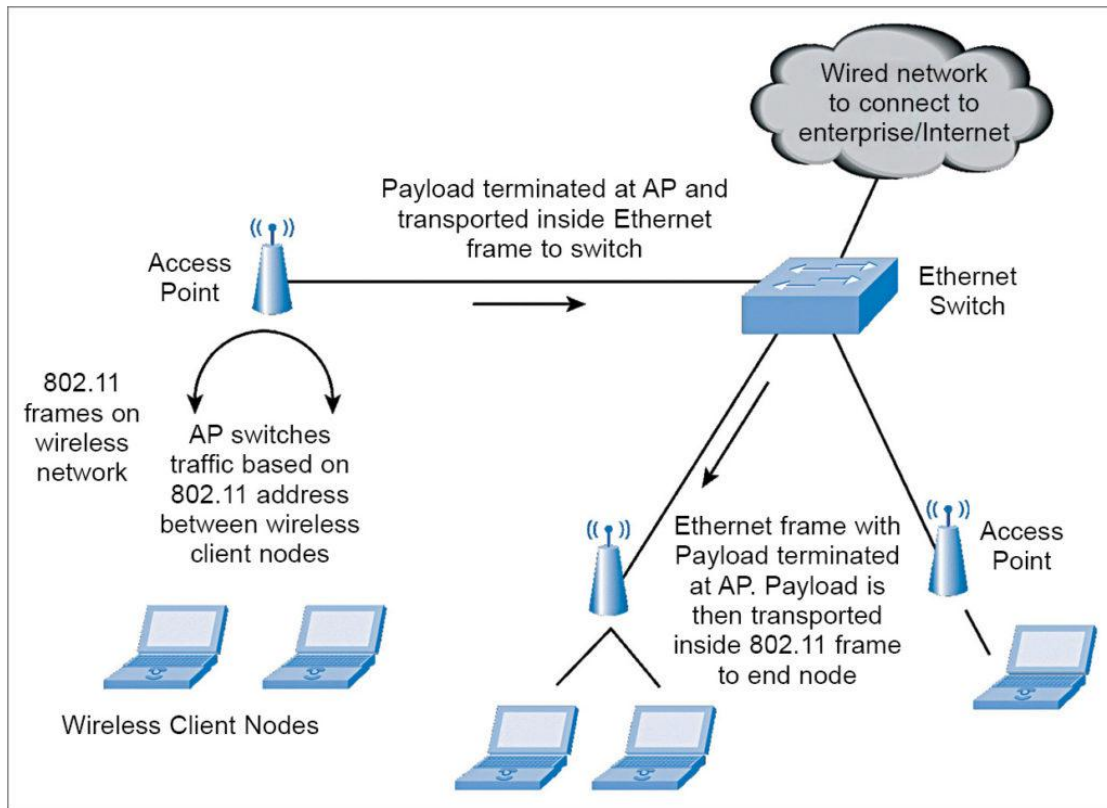 Wired network
to connect to
enterprise/Internet
Payload terminated at AP and
transported inside Ethernet
frame to switch
Access
Point
Ethernet
Switch
802.11
frames on
wireless
network
AP switches
traffic based on
802.11 address
between wireless
client nodes
Ethernet frame with
Payload terminated
at AP. Payload is
then transported
inside 802.11 frame
to end node
Access
Point
Wireless Client Nodes